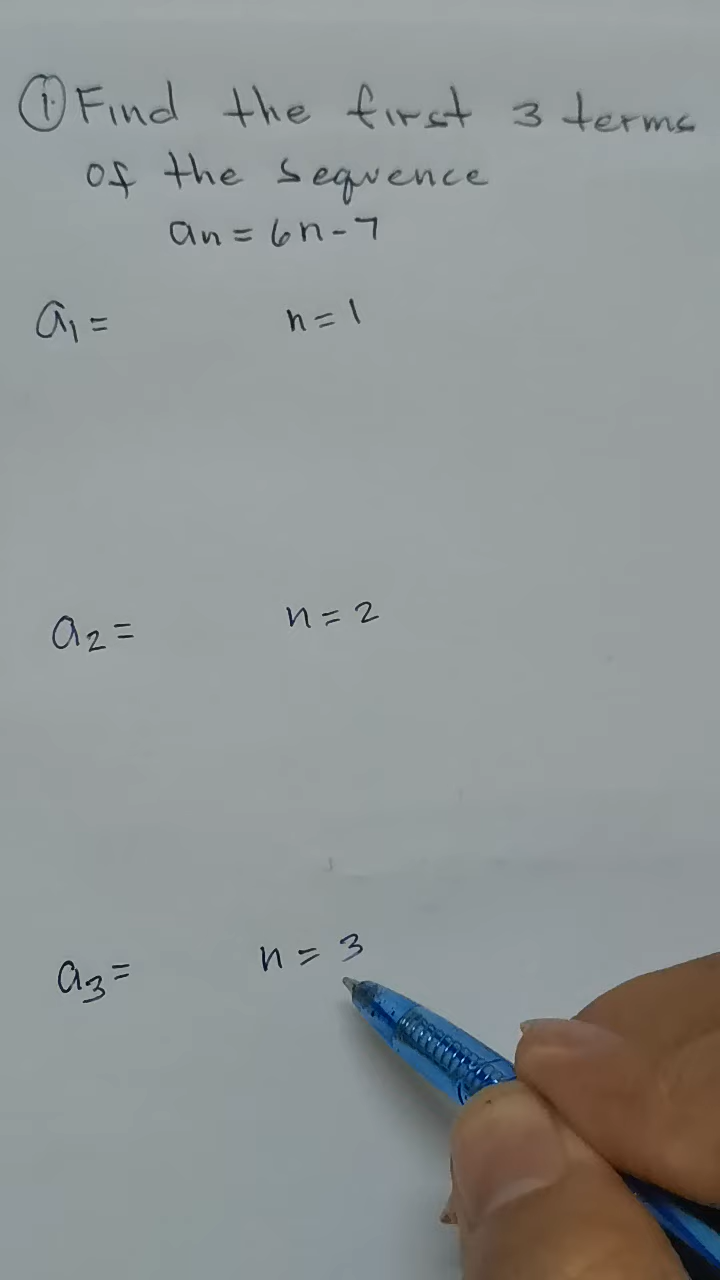 ① Find the first 3 terms
of the sequence
an = 6n - 7
a₁ = n = 1
a₂ = n = 2
a₃ = n = 3